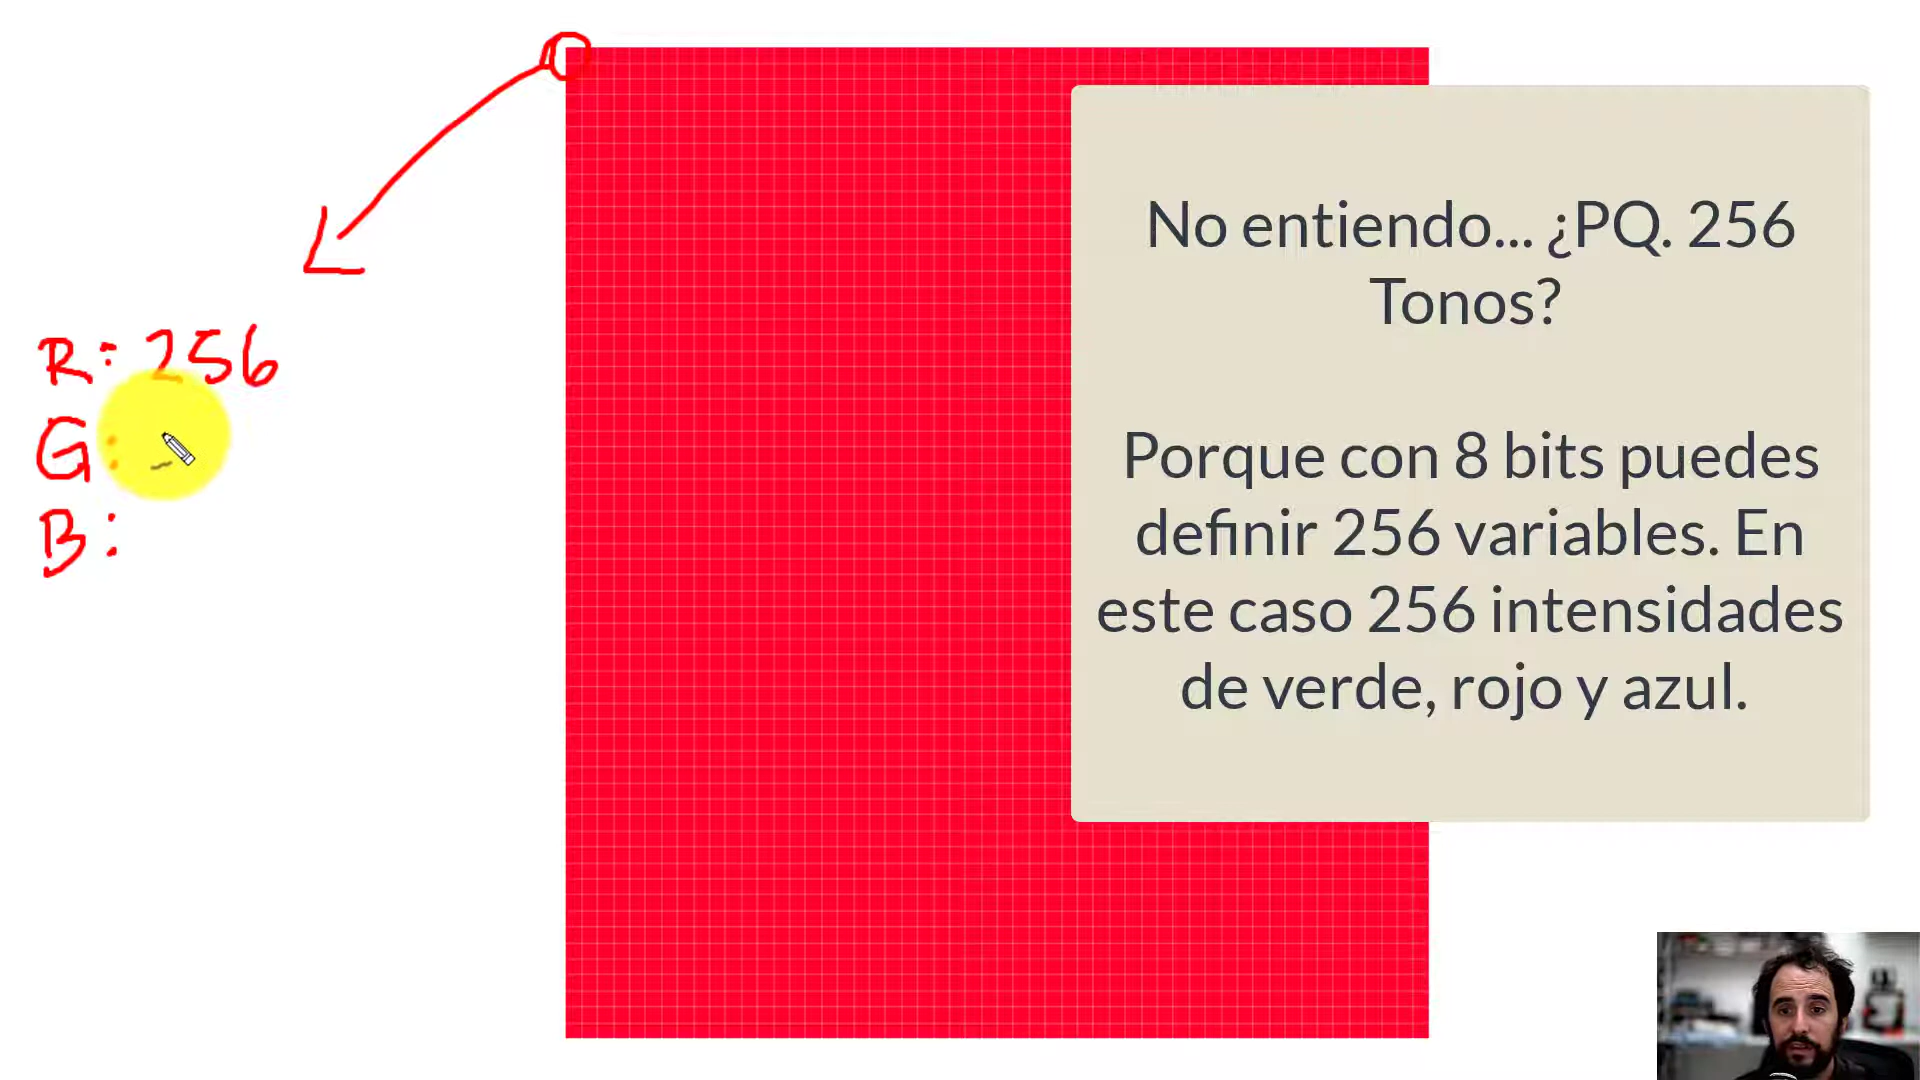 R: 256
G:
B:
No entiendo... ¿PQ. 256
Tonos?
Porque con 8 bits puedes
definir 256 variables. En
este caso 256 intensidades
de verde, rojo y azul.